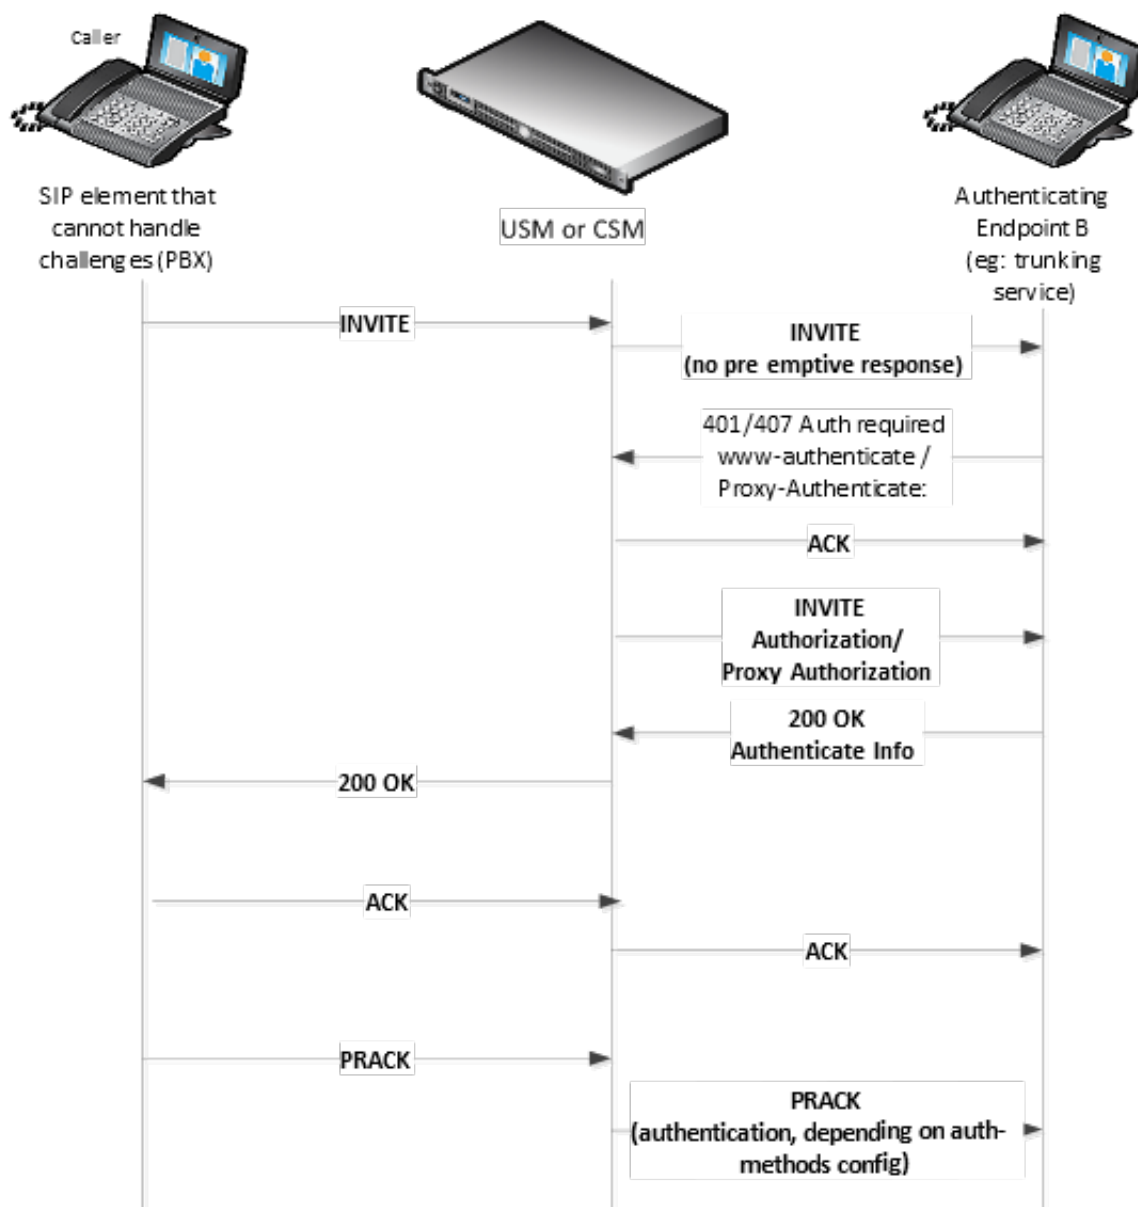 Caller
SIP element that
cannot handle
challenges (PBX)
USM or CSM
Authenticating
Endpoint B
(eg: trunking
service)
INVITE
INVITE
(no pre emptive response)
401/407 Auth required
www-authenticate /
Proxy-Authenticate:
ACK
INVITE
Authorization/
Proxy Authorization
200 OK
Authenticate Info
200 OK
ACK
ACK
PRACK
PRACK
(authentication, depending on auth-
methods config)